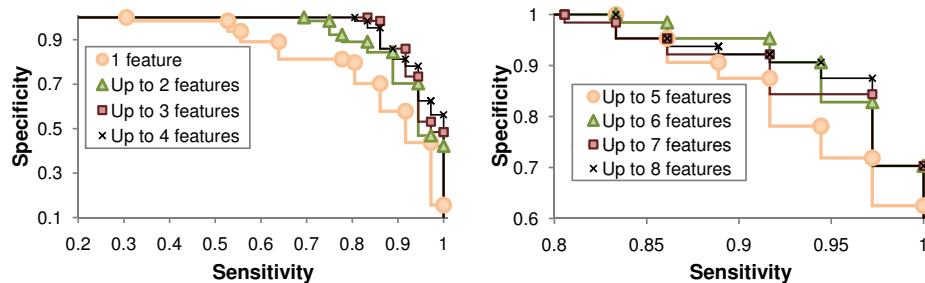 Specificity
0.9
0.7
0.5
0.3
0.1
1 feature
Up to 2 features
Up to 3 features
Up to 4 features
0.2 0.3 0.4 0.5 0.6 0.7 0.8 0.9 1
Sensitivity
Specificity
1
0.9
0.8
0.7
0.6
Up to 5 features
Up to 6 features
Up to 7 features
Up to 8 features
0.8 0.85 0.9 0.95 1
Sensitivity